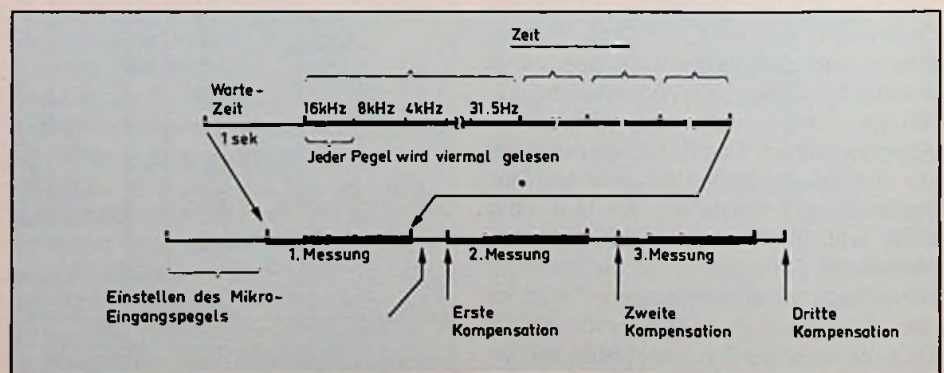 Zeit
Warte-
Zeit
16kHz 8kHz 4kHz 31.5Hz
1 sek
Jeder Pegel wird viermal gelesen
1. Messung 2. Messung 3. Messung
Einstellen des Mikro-
Eingangspegels
Erste
Kompensation
Zweite
Kompensation
Dritte
Kompensation